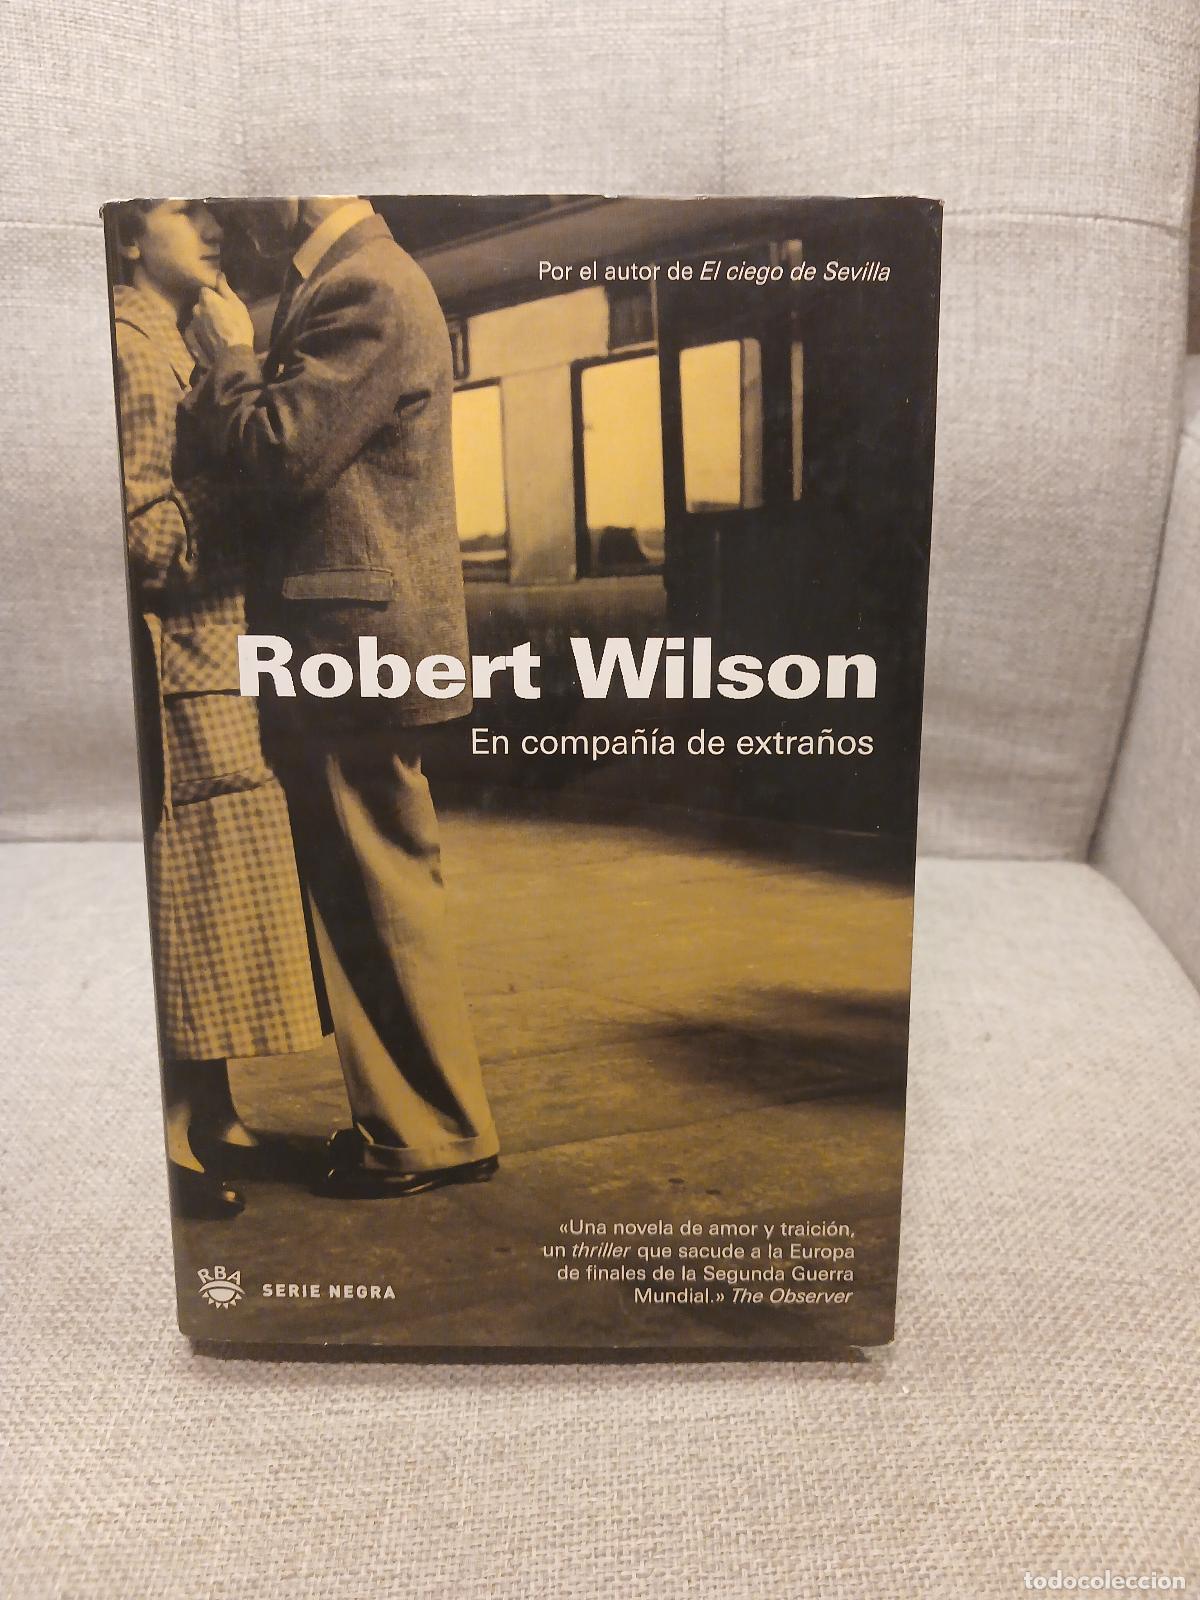 Por el autor de El ciego de Sevilla
Robert Wilson
En compañía de extraños
«Una novela de amor y traición,
un thriller que sacude a la Europa
de finales de la Segunda Guerra
Mundial.» The Observer
RBA
SERIE NEGRA
todocoleccion